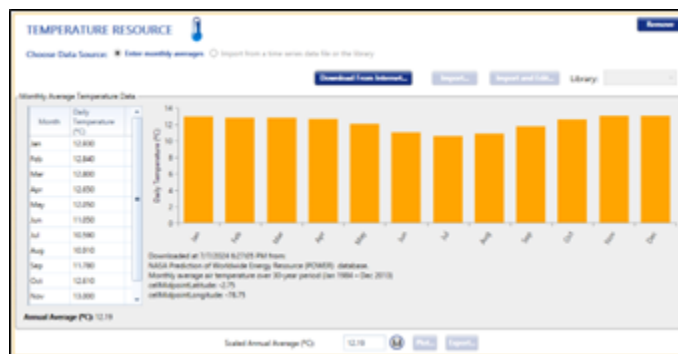 TEMPERATURE RESOURCE
Remove
Choose Data Source: Enter monthly averages Import from a time series data file or the library
Download From Internet... Import... Import and Edit... Library:
Monthly Average Temperature Data
Month Daily Temperature (°C)
Jan
Feb 12.840
Mar 12.800
Apr 12.650
May 12.050
Jun 11.050
Jul 10.590
Aug 10.910
Sep 11.780
Oct 12.610
Nov
Annual Average (°C): 12.19
Daily Temperature (°C)
14
12
10
8
6
4
2
0
Jan Feb Mar Apr May Jun Jul Aug Sep Oct Nov Dec
Downloaded at 7/7/2024 6:27:05 PM from:
NASA Prediction of Worldwide Energy Resource (POWER) database.
Monthly average air temperature over 30-year period (Jan 1984 - Dec 2013)
cellMidpointLatitude: -2.75
cellMidpointLongitude: -78.75
Scaled Annual Average (°C): 12.19 Plot... Export...